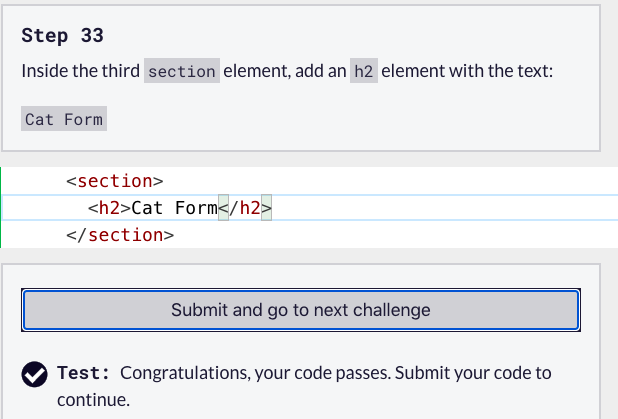 Step 33
Inside the third section element, add an h2 element with the text:
Cat Form
<section>
<h2>Cat Form</h2>
</section>
Submit and go to next challenge
Test: Congratulations, your code passes. Submit your code to
continue.